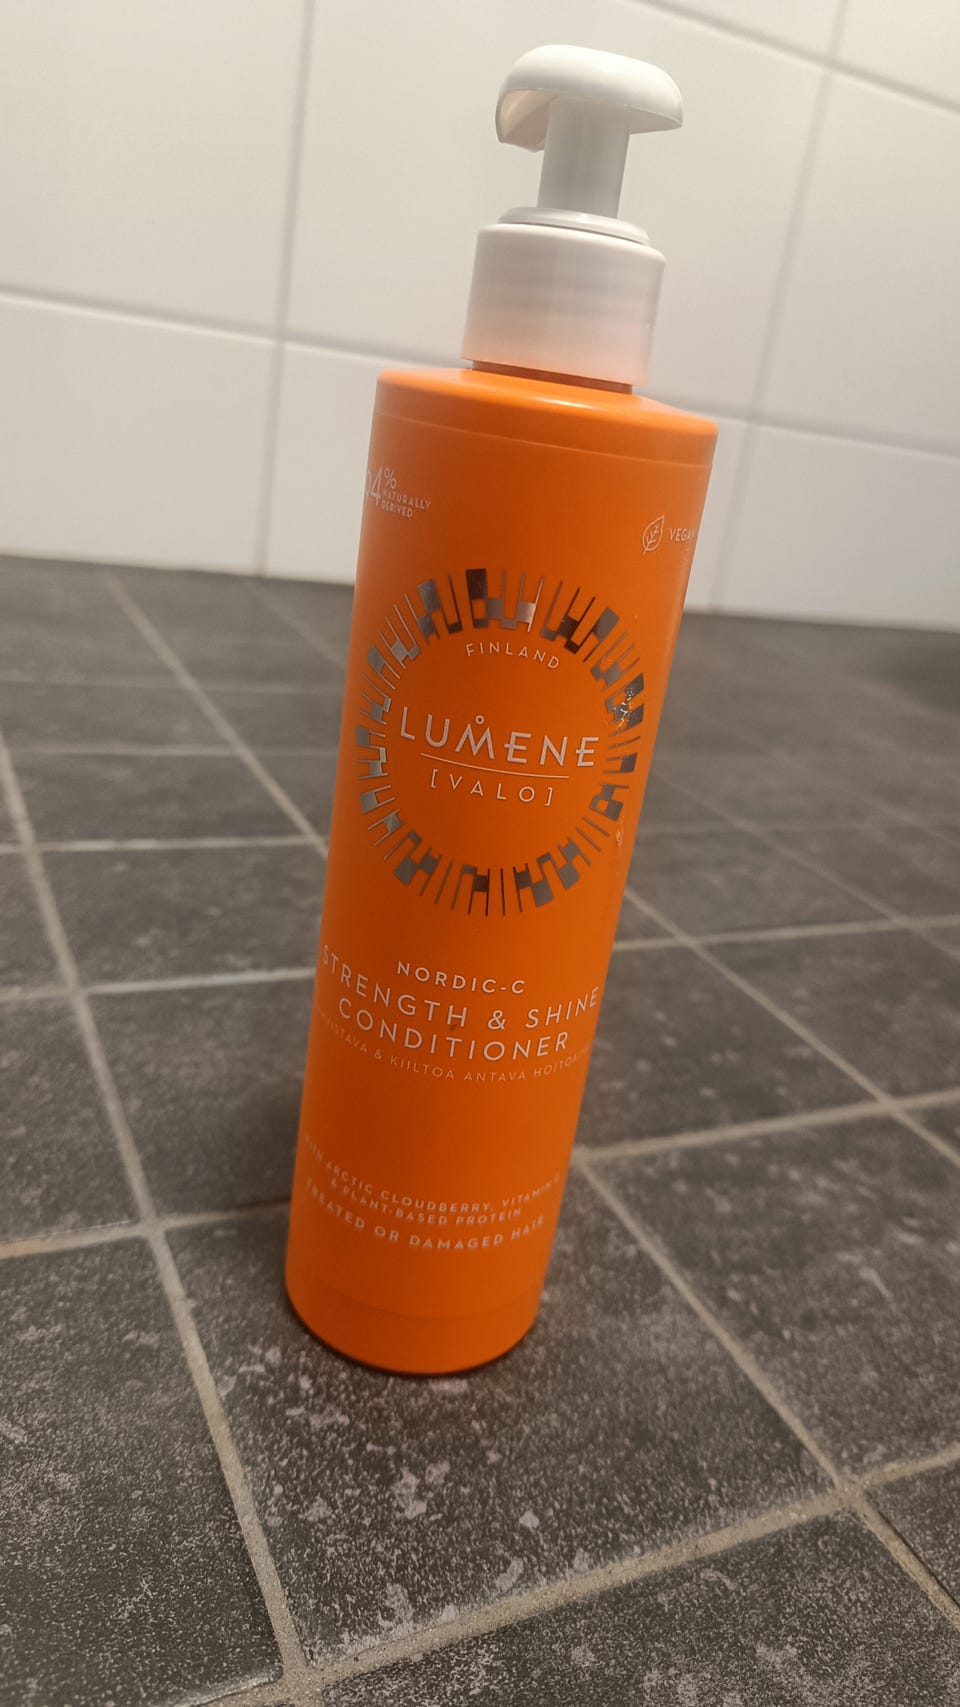 4%
NATURALLY
DERIVED
VEGAN
FINLAND
LUMENE
[VALO]
NORDIC-C
STRENGTH & SHINE
CONDITIONER
& KIILTOA ANTAVA
WITH ARCTIC CLOUDBERRY, VITAMIN C
& PLANT-BASED PROTEIN
TREATED OR DAMAGED HAIR